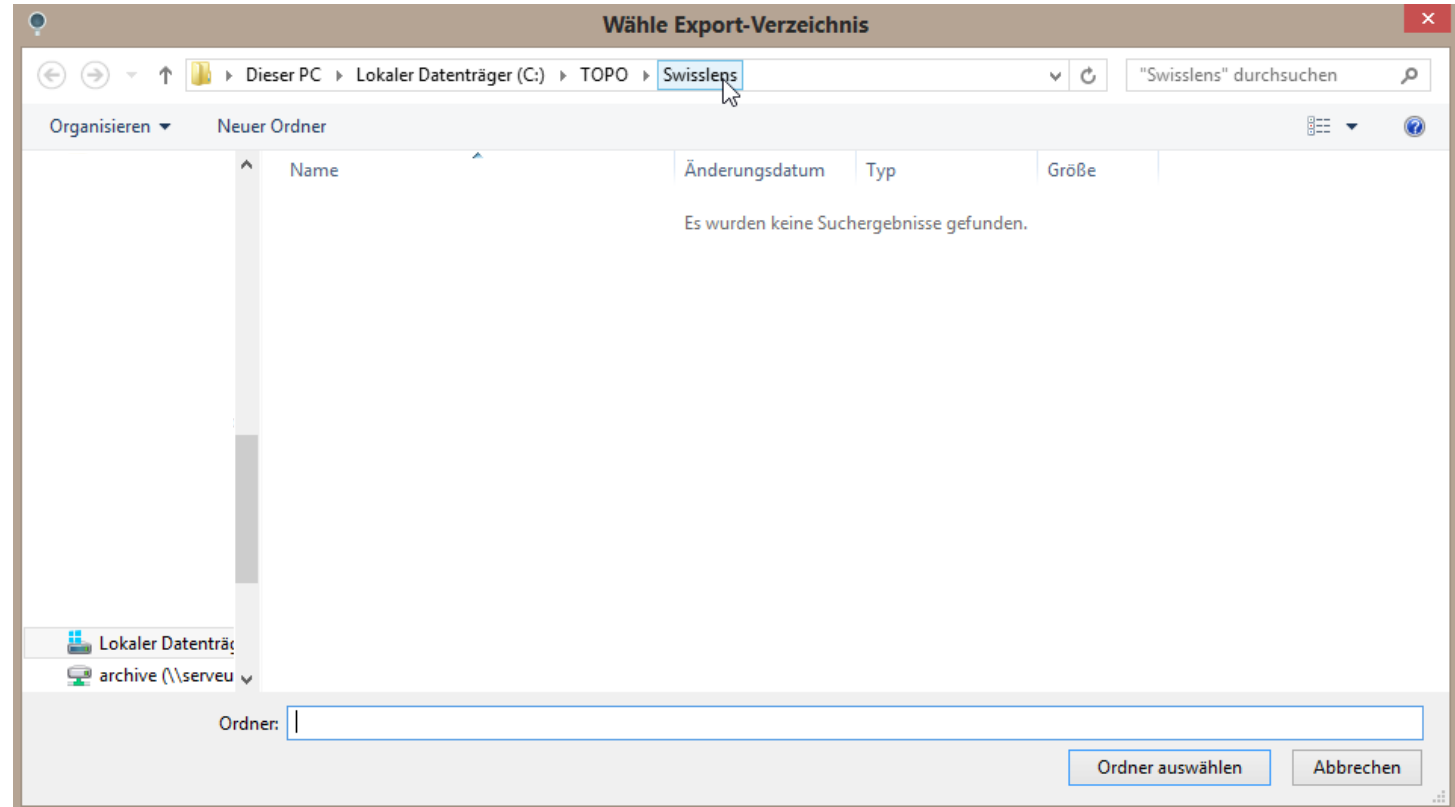 Wähle Export-Verzeichnis
Dieser PC Lokaler Datenträger (C:) TOPO Swisslens "Swisslens" durchsuchen
Organisieren Neuer Ordner
Name Änderungsdatum Typ Größe
Es wurden keine Suchergebnisse gefunden.
Lokaler Datenträg
archive (\\serveu
Ordner:
Ordner auswählen Abbrechen